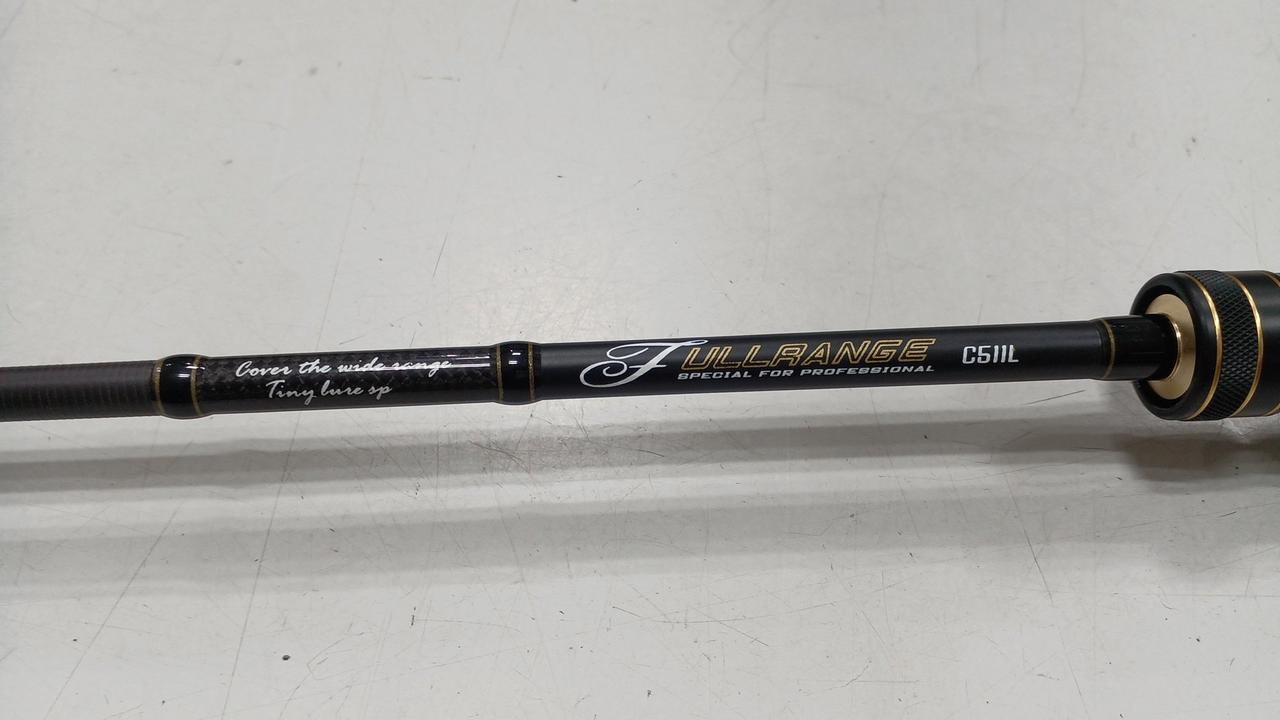 Cover the wide range
Tiny lure sp
FULLRANGE
SPECIAL FOR PROFESSIONAL
C511L